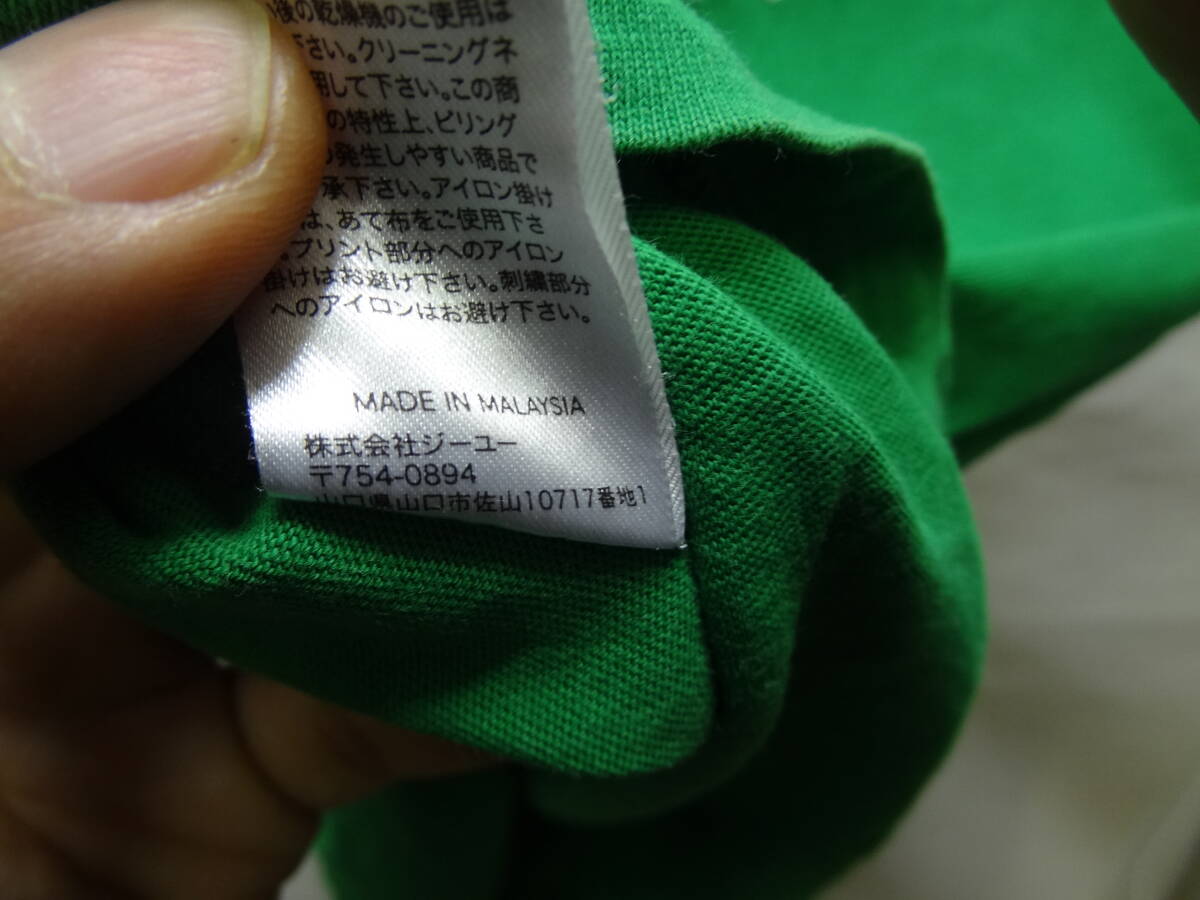 後の乾燥機のご使用は
さい。クリーニングネ
用して下さい。この商
の特性上、ピリング
の発生しやすい商品で
承下さい。アイロン掛け
は、あて布をご使用下さ
。プリント部分へのアイロン
掛けはお避け下さい。刺繍部分
へのアイロンはお避け下さい。
MADE IN MALAYSIA
株式会社ジーユー
〒754-0894
山口県山口市佐山10717番地1